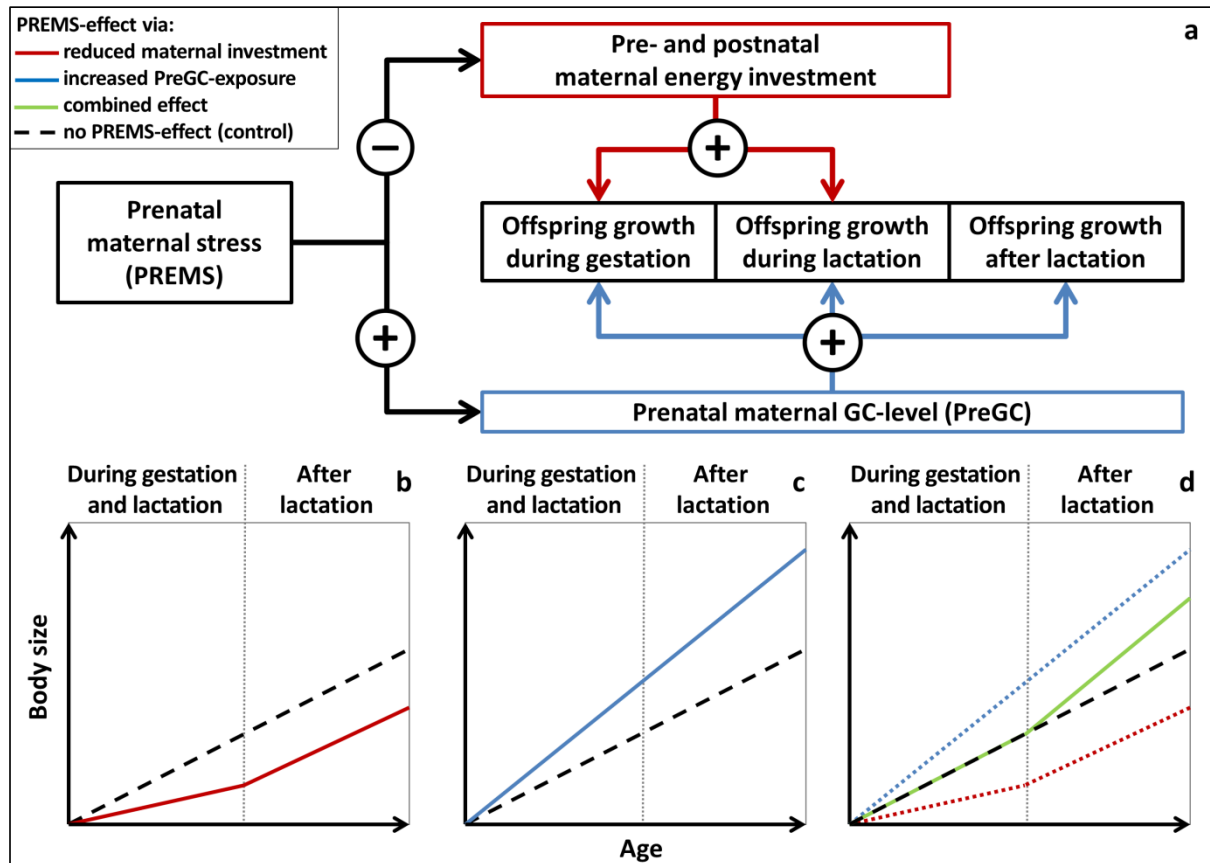 PREMS-effect via:
reduced maternal investment
increased PreGC-exposure
combined effect
no PREMS-effect (control)
a
Pre- and postnatal
maternal energy investment
−
+
Prenatal
maternal stress
(PREMS)
Offspring growth
during gestation
Offspring growth
during lactation
Offspring growth
after lactation
+
+
Prenatal maternal GC-level (PreGC)
During gestation
and lactation
After
lactation
b
During gestation
and lactation
After
lactation
c
During gestation
and lactation
After
lactation
d
Body size
Age